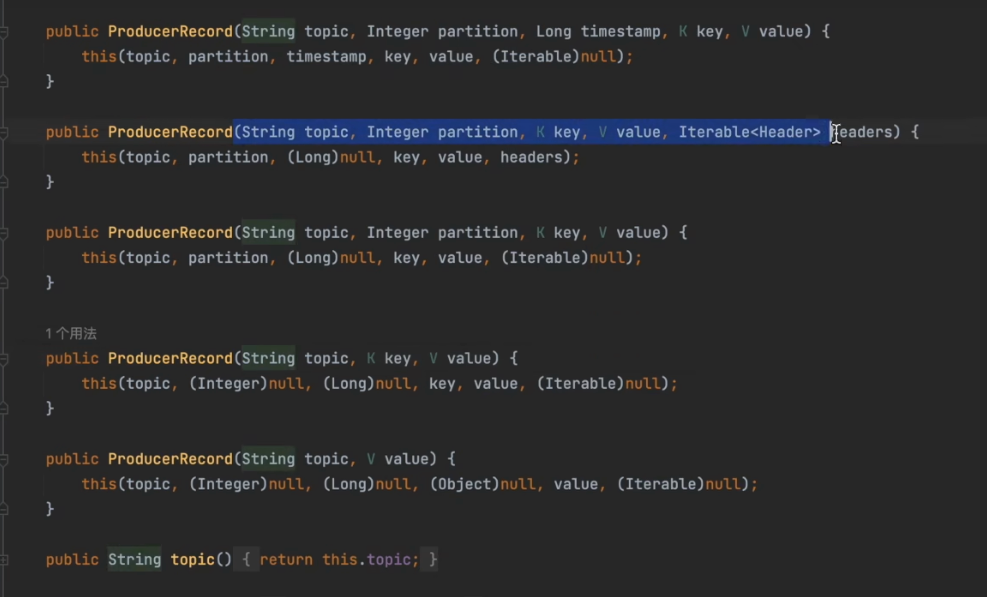 public ProducerRecord(String topic, Integer partition, Long timestamp, K key, V value) {
this(topic, partition, timestamp, key, value, (Iterable)null);
}
public ProducerRecord(String topic, Integer partition, K key, V value, Iterable<Header> headers) {
this(topic, partition, (Long)null, key, value, headers);
}
public ProducerRecord(String topic, Integer partition, K key, V value) {
this(topic, partition, (Long)null, key, value, (Iterable)null);
}
1 个用法
public ProducerRecord(String topic, K key, V value) {
this(topic, (Integer)null, (Long)null, key, value, (Iterable)null);
}
public ProducerRecord(String topic, V value) {
this(topic, (Integer)null, (Long)null, (Object)null, value, (Iterable)null);
}
public String topic() { return this.topic; }